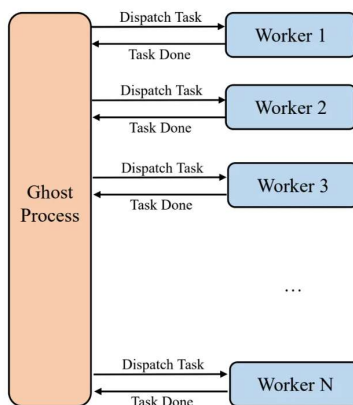 Dispatch Task
Worker 1
Task Done
Dispatch Task
Worker 2
Task Done
Dispatch Task
Worker 3
Task Done
Ghost
Process
...
Dispatch Task
Worker N
Task Done